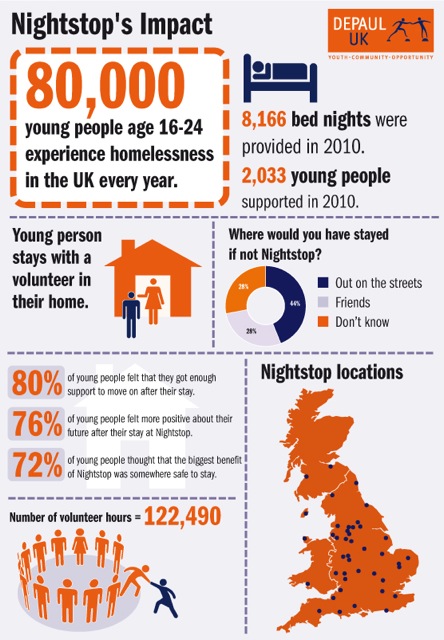 Nightstop's Impact
DEPAUL
UK
YOUTH·COMMUNITY·OPPORTUNITY
80,000
young people age 16-24
experience homelessness
in the UK every year.
8,166 bed nights were
provided in 2010.
2,033 young people
supported in 2010.
Young person
stays with a
volunteer in
their home.
Where would you have stayed
if not Nightstop?
28%
44%
28%
Out on the streets
Friends
Don't know
80%
of young people felt that they got enough
support to move on after their stay.
76%
of young people felt more positive about their
future after their stay at Nightstop.
72%
of young people thought that the biggest benefit
of Nightstop was somewhere safe to stay.
Number of volunteer hours = 122,490
Nightstop locations